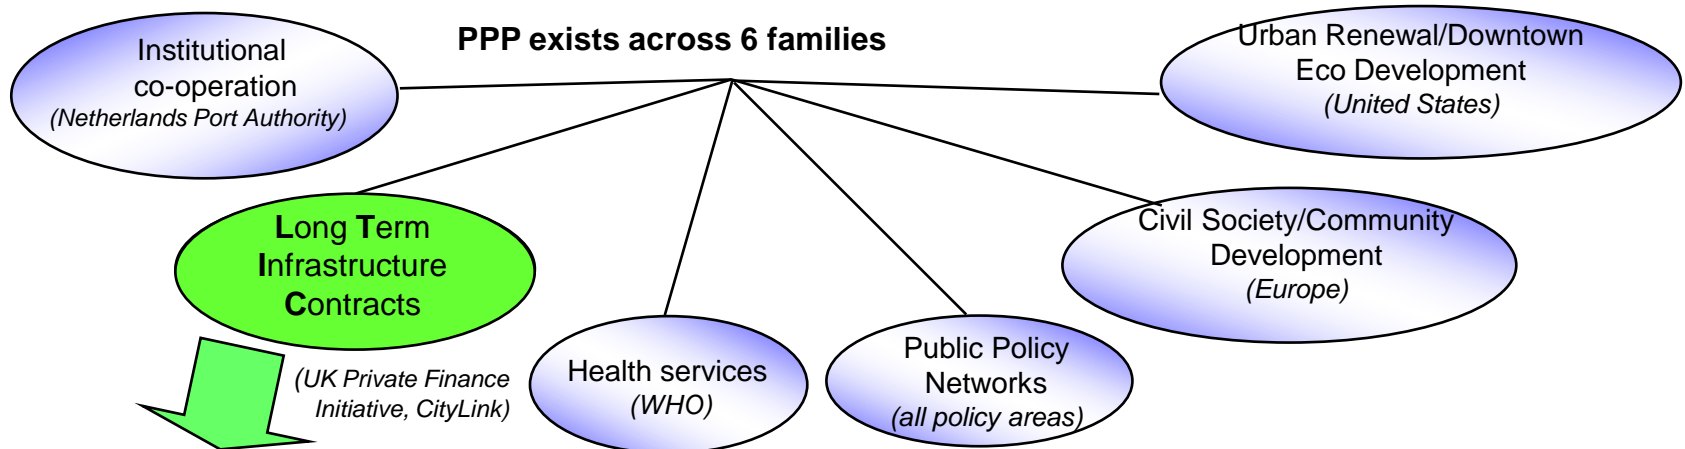 PPP exists across 6 families
Institutional
co-operation
(Netherlands Port Authority)
Urban Renewal/Downtown
Eco Development
(United States)
Long Term
Infrastructure
Contracts
(UK Private Finance
Initiative, CityLink)
Health services
(WHO)
Public Policy
Networks
(all policy areas)
Civil Society/Community
Development
(Europe)